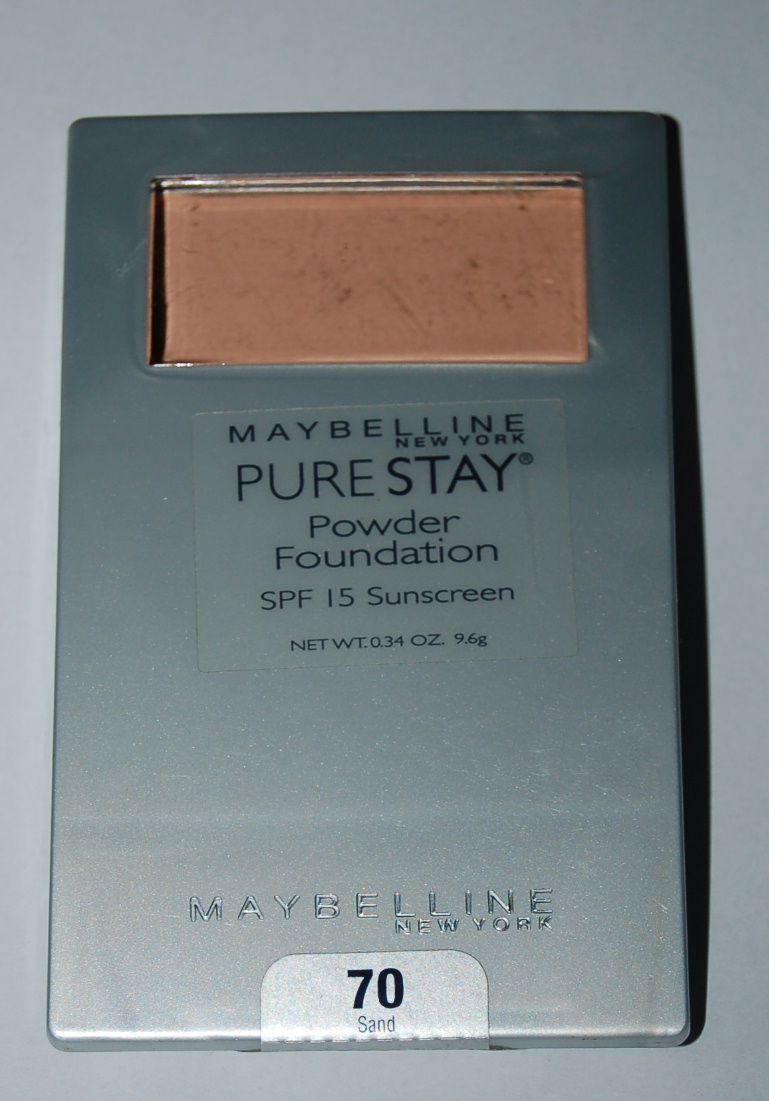 MAYBELLINE
NEW YORK
PURE STAY®
Powder
Foundation
SPF 15 Sunscreen
NET WT. 0.34 OZ. 9.6g
MAYBELLINE
NEW YORK
70
Sand